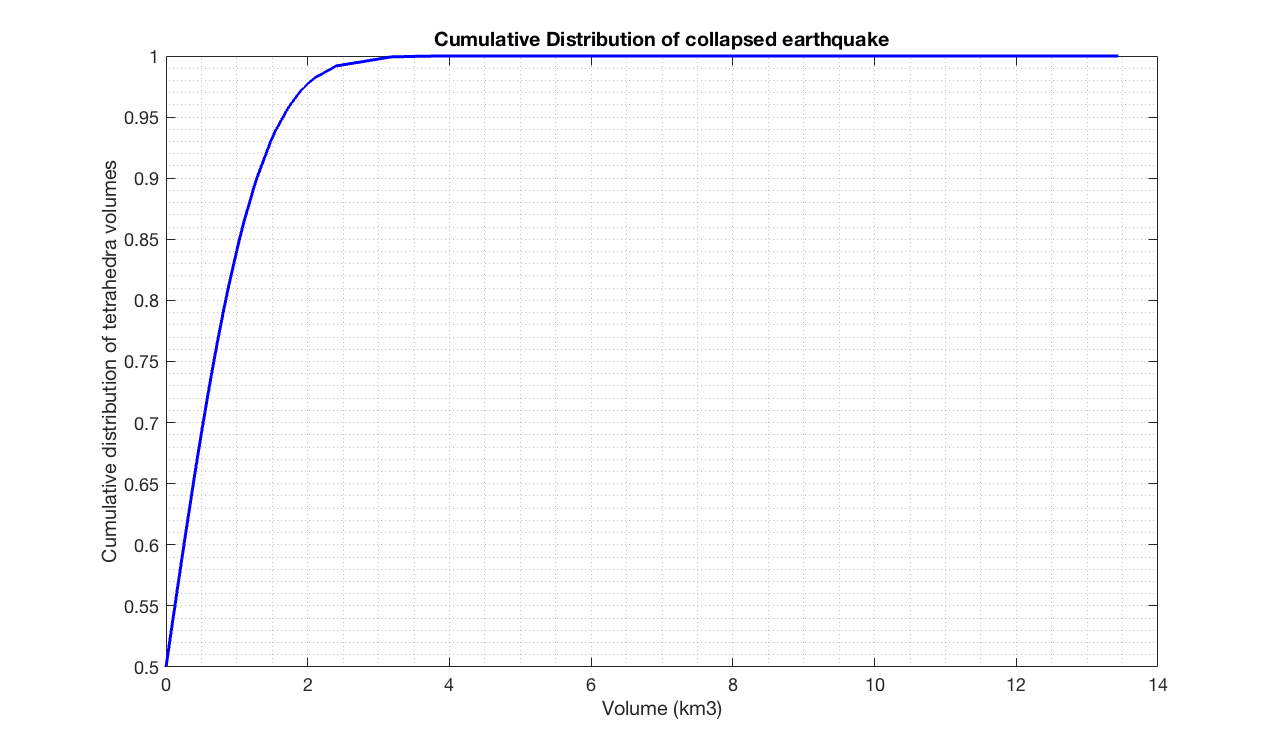 Cumulative Distribution of collapsed earthquake
Cumulative distribution of tetrahedra volumes
1
0.95
0.9
0.85
0.8
0.75
0.7
0.65
0.6
0.55
0.5
0 2 4 6 8 10 12 14
Volume (km3)